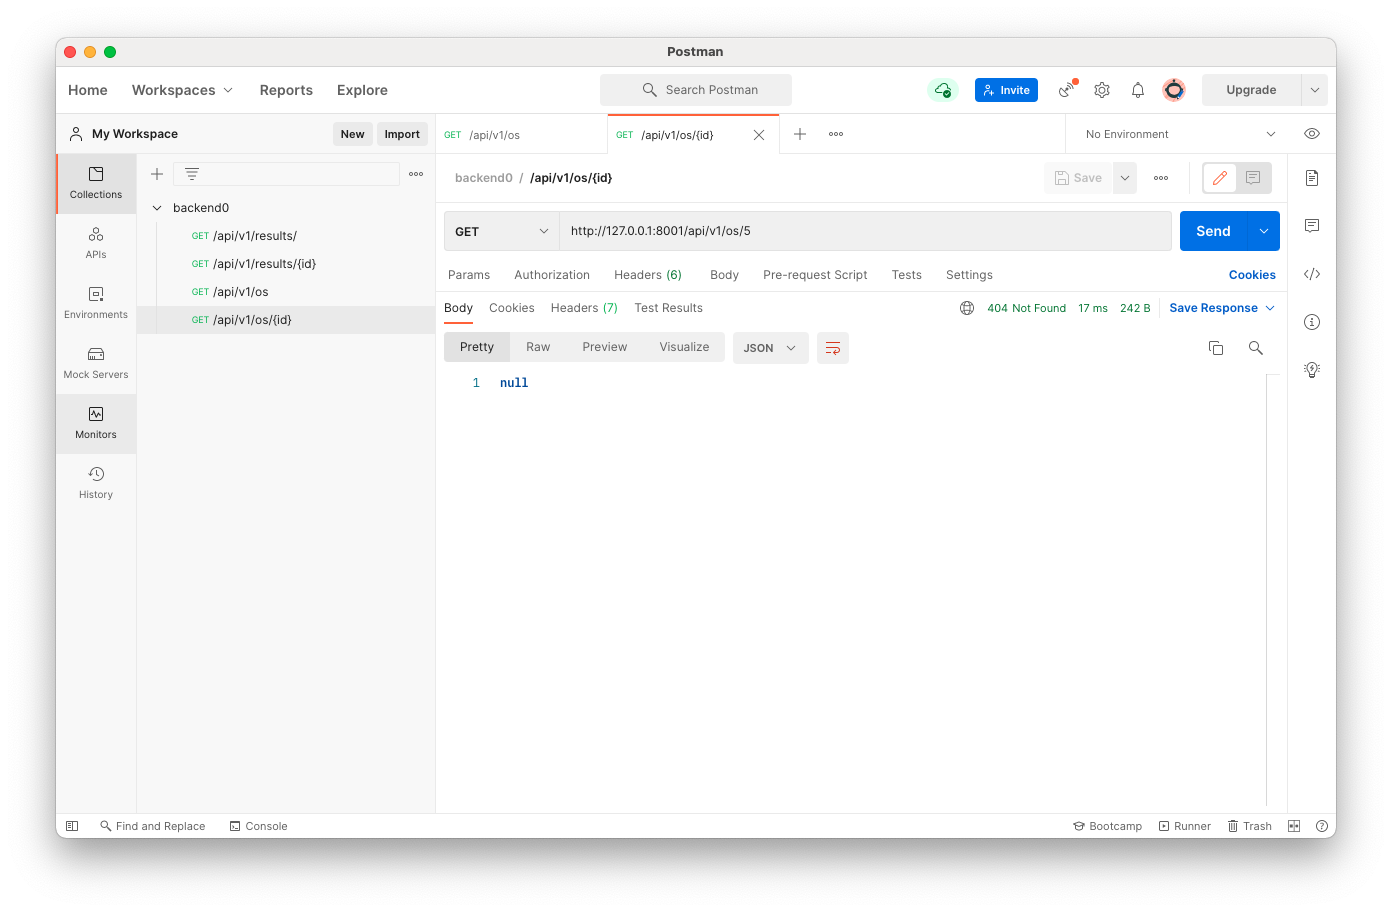 Postman
Home Workspaces Reports Explore Search Postman Invite Upgrade
My Workspace New Import GET /api/v1/os GET /api/v1/os/{id} No Environment
Collections
APIs
Environments
Mock Servers
Monitors
History
backend0
GET /api/v1/results/
GET /api/v1/results/{id}
GET /api/v1/os
GET /api/v1/os/{id}
backend0 / /api/v1/os/{id} Save
GET http://127.0.0.1:8001/api/v1/os/5 Send
Params Authorization Headers (6) Body Pre-request Script Tests Settings Cookies
Body Cookies Headers (7) Test Results 404 Not Found 17 ms 242 B Save Response
Pretty Raw Preview Visualize JSON
1 null
Find and Replace Console Bootcamp Runner Trash